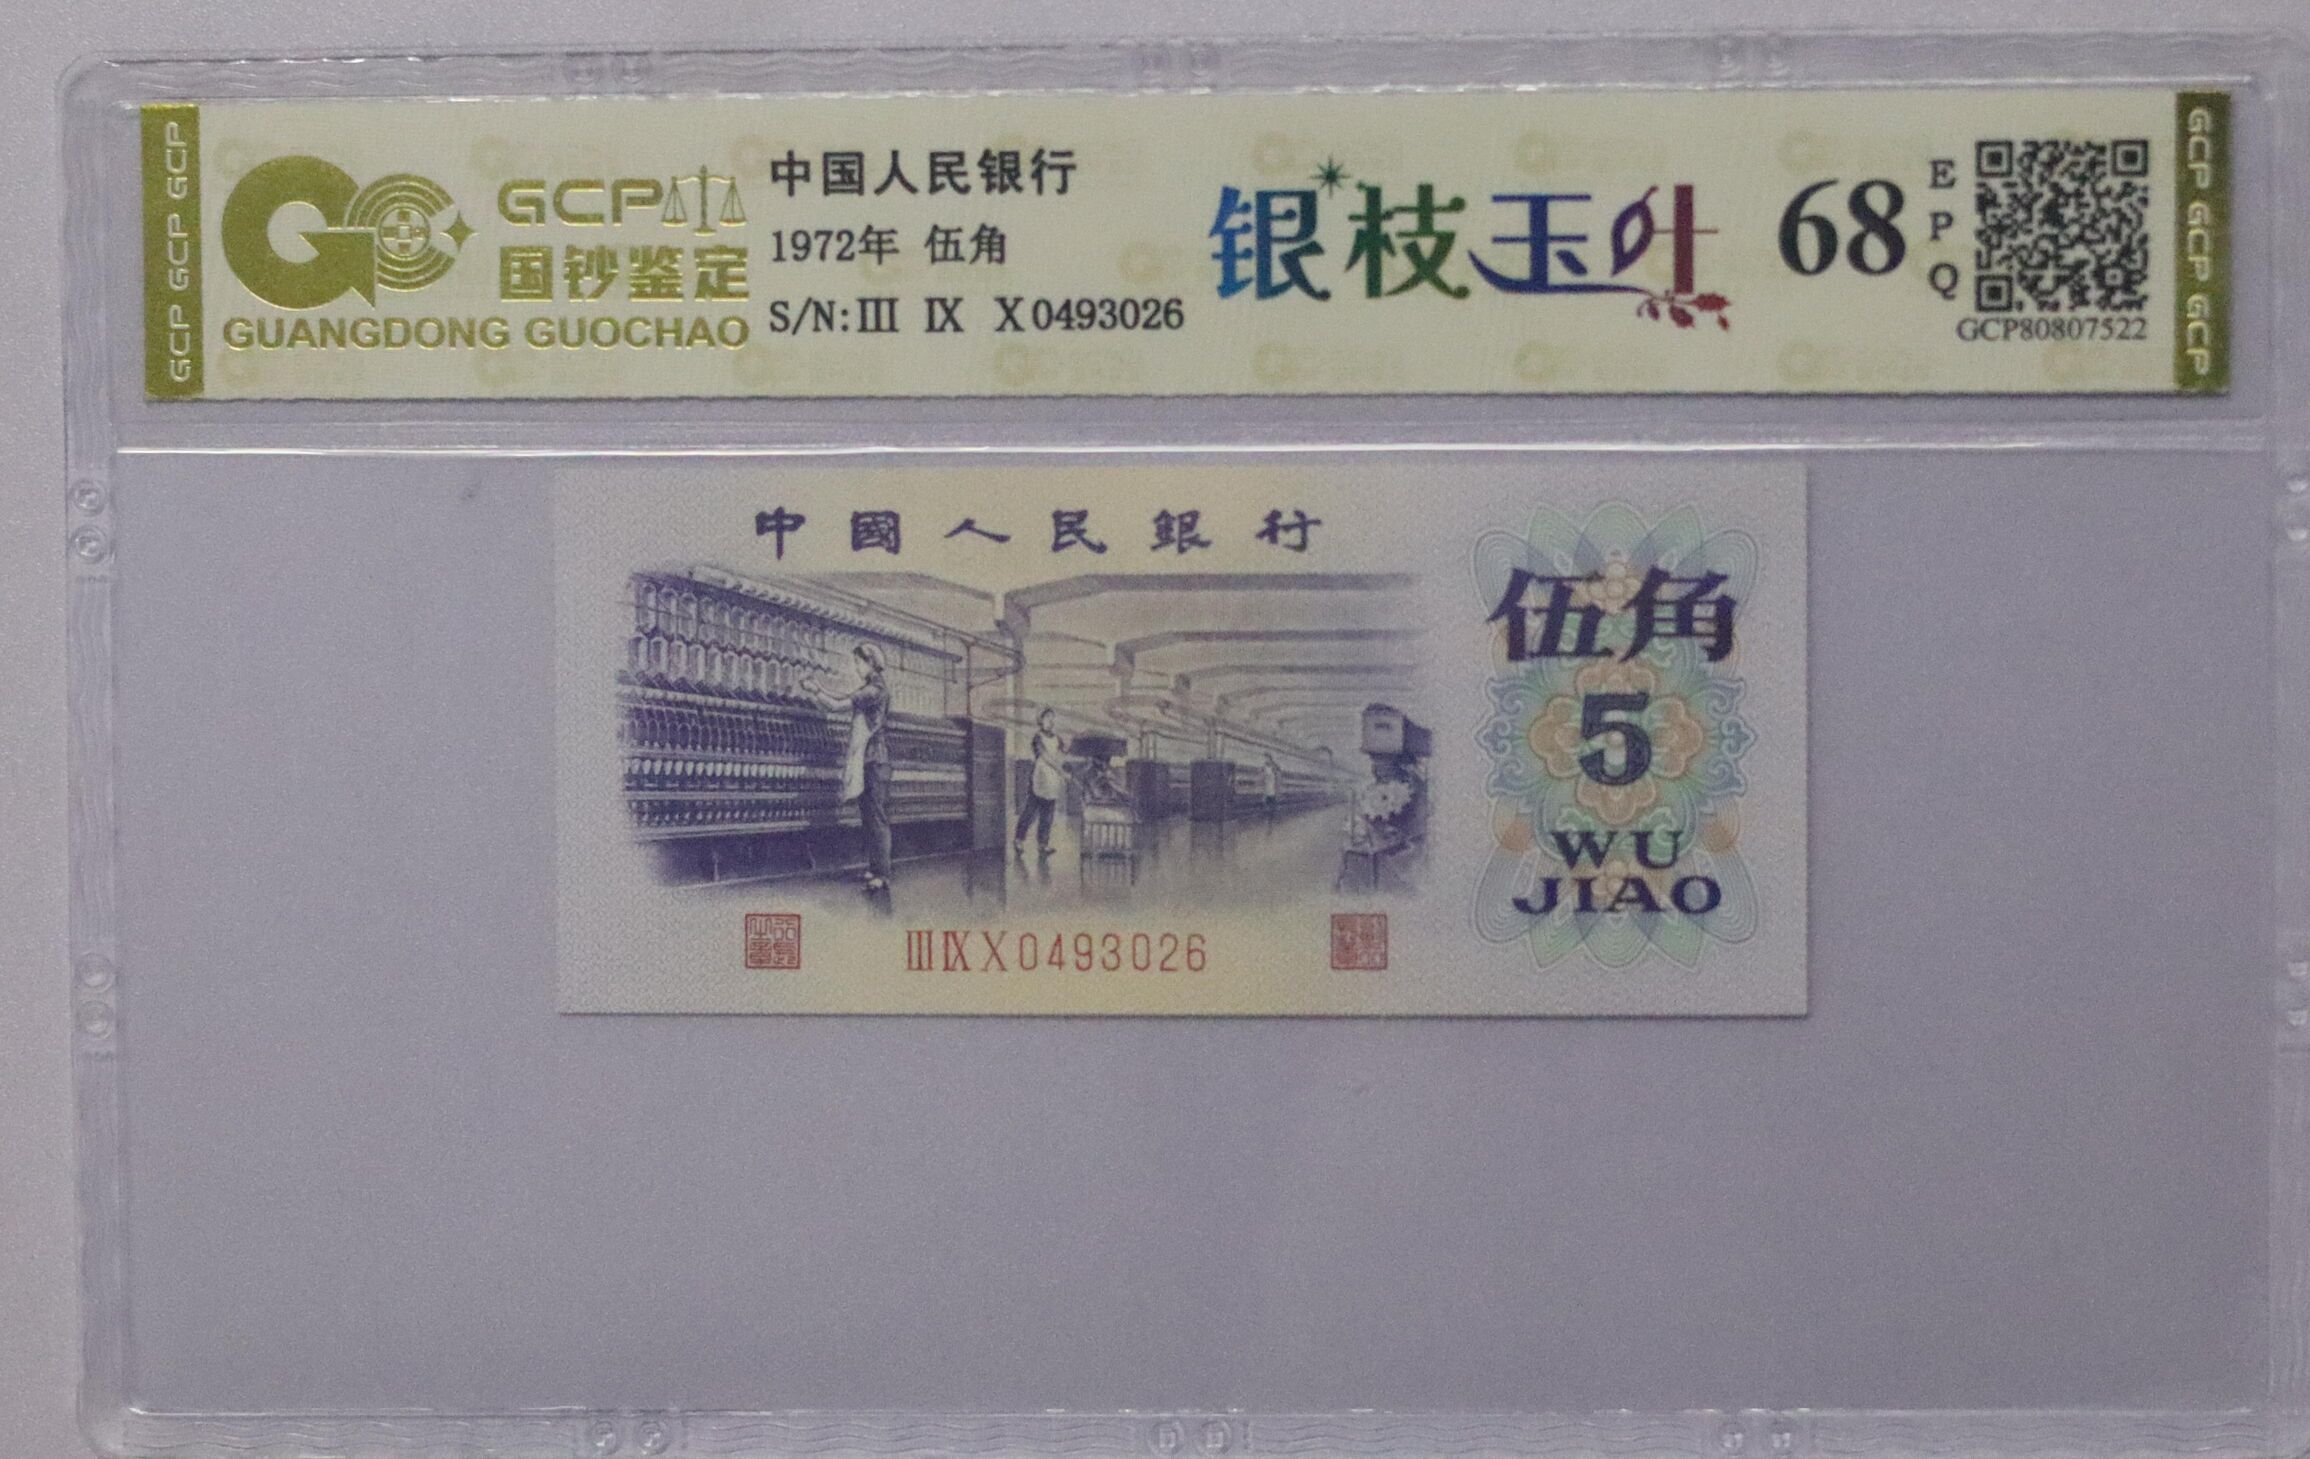 GCP GCP GCP
GCP
国钞鉴定
GUANGDONG GUOCHAO
中国人民银行
1972年 伍角
S/N:III IX X0493026
银枝玉叶
68
EPQ
GCP80807522
GCP GCP GCP
中國人民銀行
伍角
5
WU
JIAO
III IX X 0493026